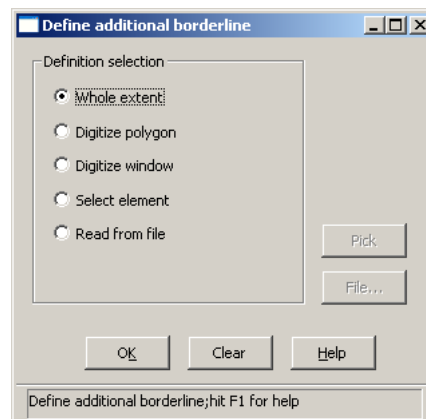 Define additional borderline
Definition selection
Whole extent
Digitize polygon
Digitize window
Select element
Read from file
Pick
File...
OK
Clear
Help
Define additional borderline;hit F1 for help